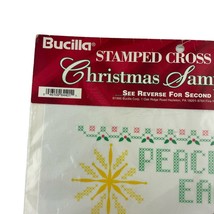 Bucilla
STAMPED CROSS
Christmas Sam
SEE REVERSE FOR SECOND
PEACE
EA